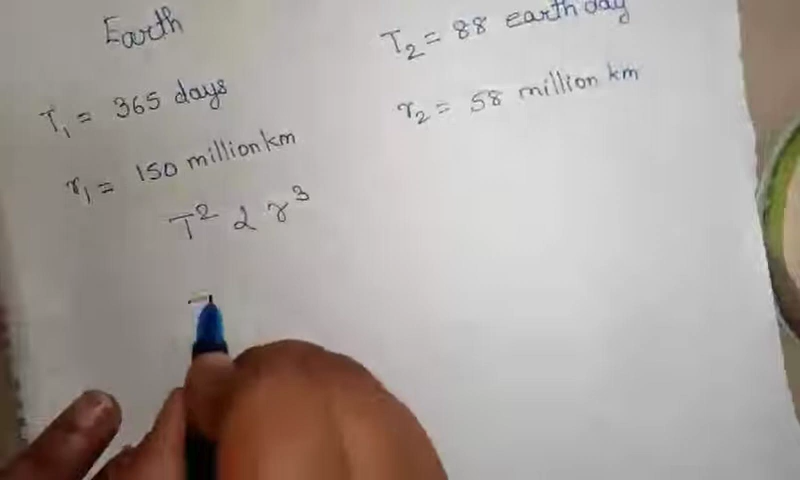 Earth
T₁ = 365 days
r₁ = 150 million km
T₂ = 88 earth day
r₂ = 58 million km
T² α r³